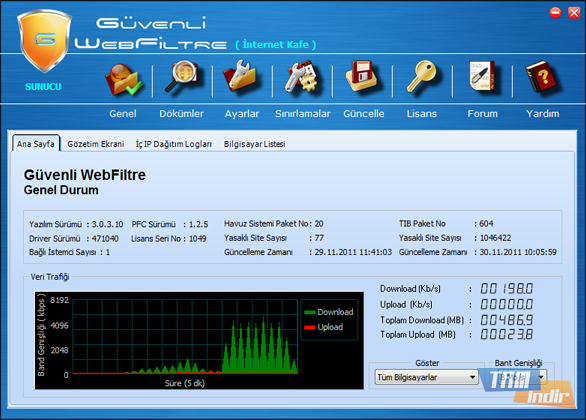 GÜVENLİ
WEBFİLTRE ( İnternet Kafe )
G
SUNUCU
Genel Dökümler Ayarlar Sınırlamalar Güncelle Lisans Forum Yardım
Ana Sayfa Gözetim Ekranı İç IP Dağıtım Logları Bilgisayar Listesi
Güvenli WebFiltre
Genel Durum
Yazılım Sürümü : 3.0.3.10 PFC Sürümü : 1.2.5 Havuz Sistemi Paket No : 20 TIB Paket No : 604
Driver Sürümü : 471040 Lisans Seri No : 1049 Yasaklı Site Sayısı : 77 Yasaklı Site Sayısı : 1046422
Bağlı İstemci Sayısı : 1 Güncelleme Zamanı : 29.11.2011 11:41:03 Güncelleme Zamanı : 30.11.2011 10:05:59
Veri Trafiği
Band Genişliği ( kbps )
8192
4096
2048
0
Süre (5 dk)
Download
Upload
Download (Kb/s) : 00198.0
Upload (Kb/s) : 00000.0
Toplam Download (MB) : 00486.9
Toplam Upload (MB) : 00023.8
Göster Bant Genişliği
Tüm Bilgisayarlar
Tam
indir